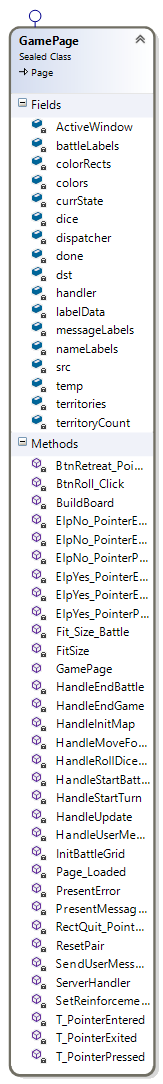 GamePage
Sealed Class
Page
Fields
ActiveWindow
battleLabels
colorRects
colors
currState
dice
dispatcher
done
dst
handler
labelData
messageLabels
nameLabels
src
temp
territories
territoryCount
Methods
BtnRetreat_Poi...
BtnRoll_Click
BuildBoard
ElpNo_PointerE...
ElpNo_PointerE...
ElpNo_PointerP...
ElpYes_PointerE...
ElpYes_PointerE...
ElpYes_PointerP...
Fit_Size_Battle
FitSize
GamePage
HandleEndBattle
HandleEndGame
HandleInitMap
HandleMoveFo...
HandleRollDice...
HandleStartBatt...
HandleStartTurn
HandleUpdate
HandleUserMe...
InitBattleGrid
Page_Loaded
PresentError
PresentMessag...
RectQuit_Point...
ResetPair
SendUserMess...
ServerHandler
SetReinforceme...
T_PointerEntered
T_PointerExited
T_PointerPressed